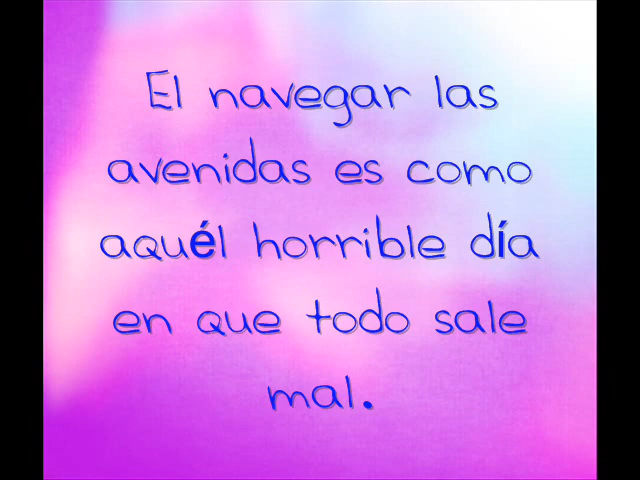 El navegar las
avenidas es como
aquél horrible día
en que todo sale
mal.